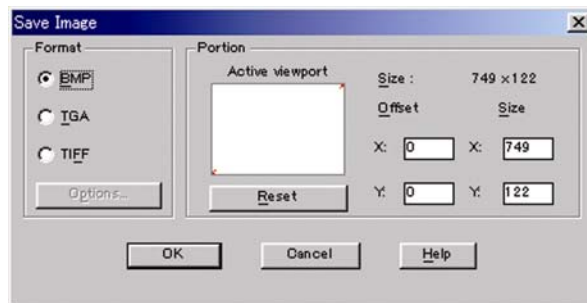 Save Image
Format
BMP
TGA
TIFF
Options...
Portion
Active viewport
Reset
Size : 749 x122
Offset Size
X: 0 X: 749
Y: 0 Y: 122
OK Cancel Help